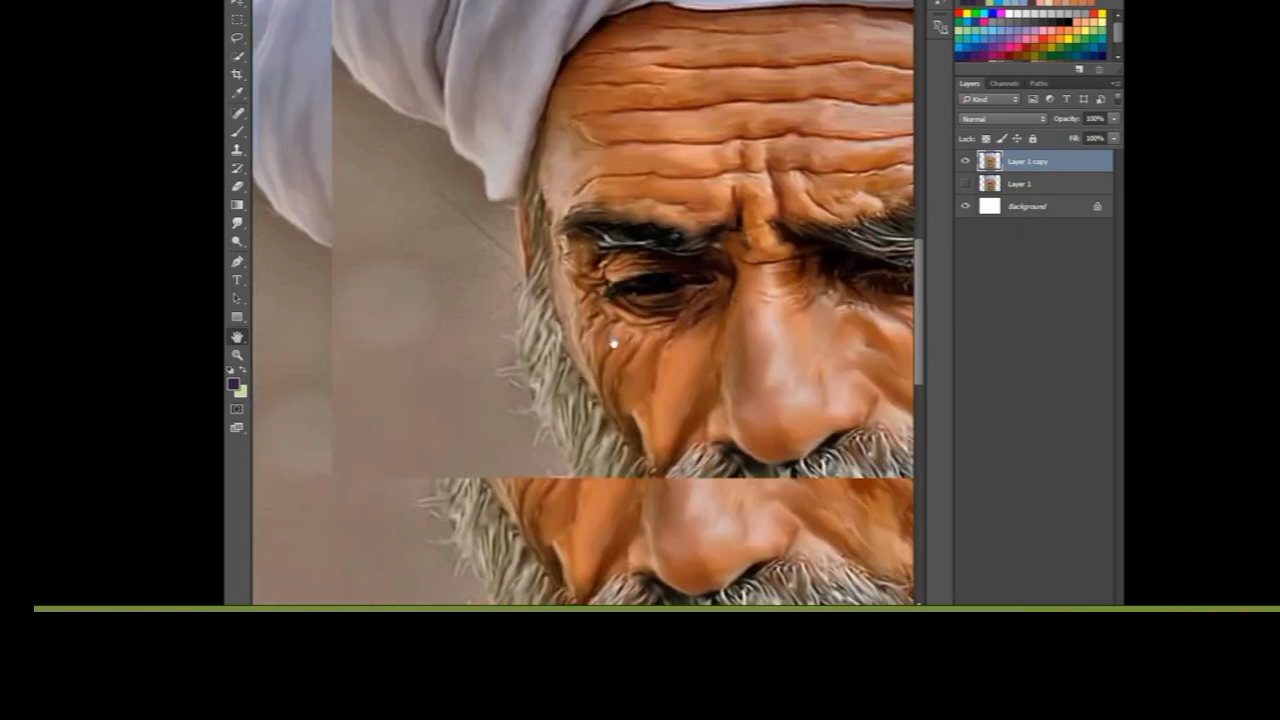 Layers Channels Paths
Kind
Normal Opacity: 100%
Lock: Fill: 100%
Layer 1 copy
Layer 1
Background